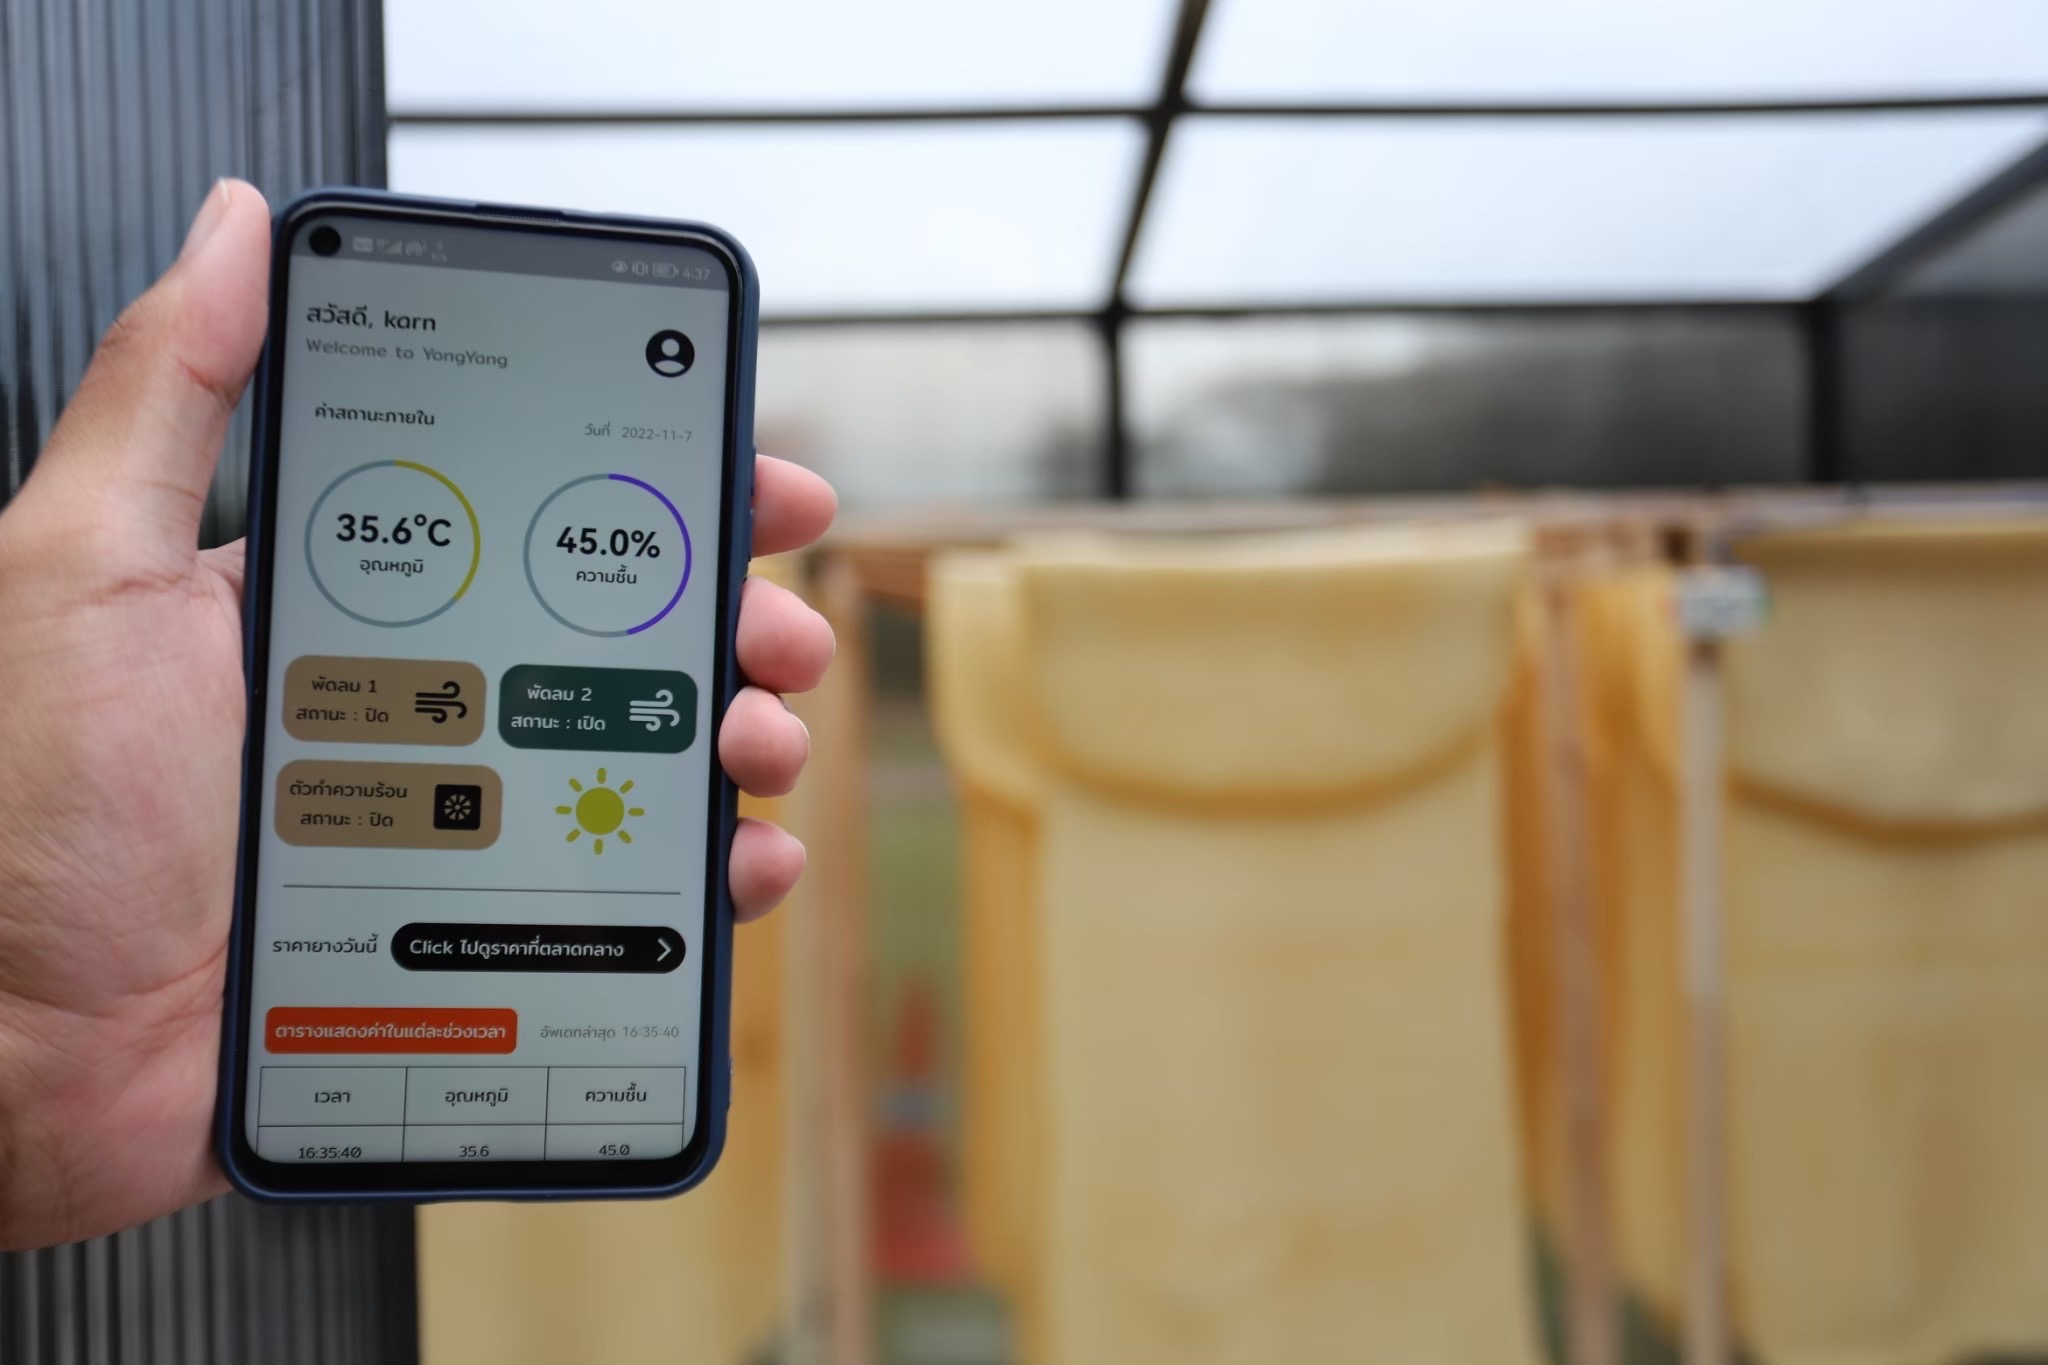 4:37
สวัสดี, karn
Welcome to YongYang
ค่าสถานะภายใน
วันที่ 2022-11-7
35.6°C
อุณหภูมิ
45.0%
ความชื้น
พัดลม 1
สถานะ : ปิด
พัดลม 2
สถานะ : เปิด
ตัวทำความร้อน
สถานะ : ปิด
ราคายางวันนี้
Click ไปดูราคาที่ตลาดกลาง
ตารางแสดงค่าในแต่ละช่วงเวลา
อัพเดทล่าสุด 16:35:40
เวลา อุณหภูมิ ความชื้น
16:35:40 35.6 45.0